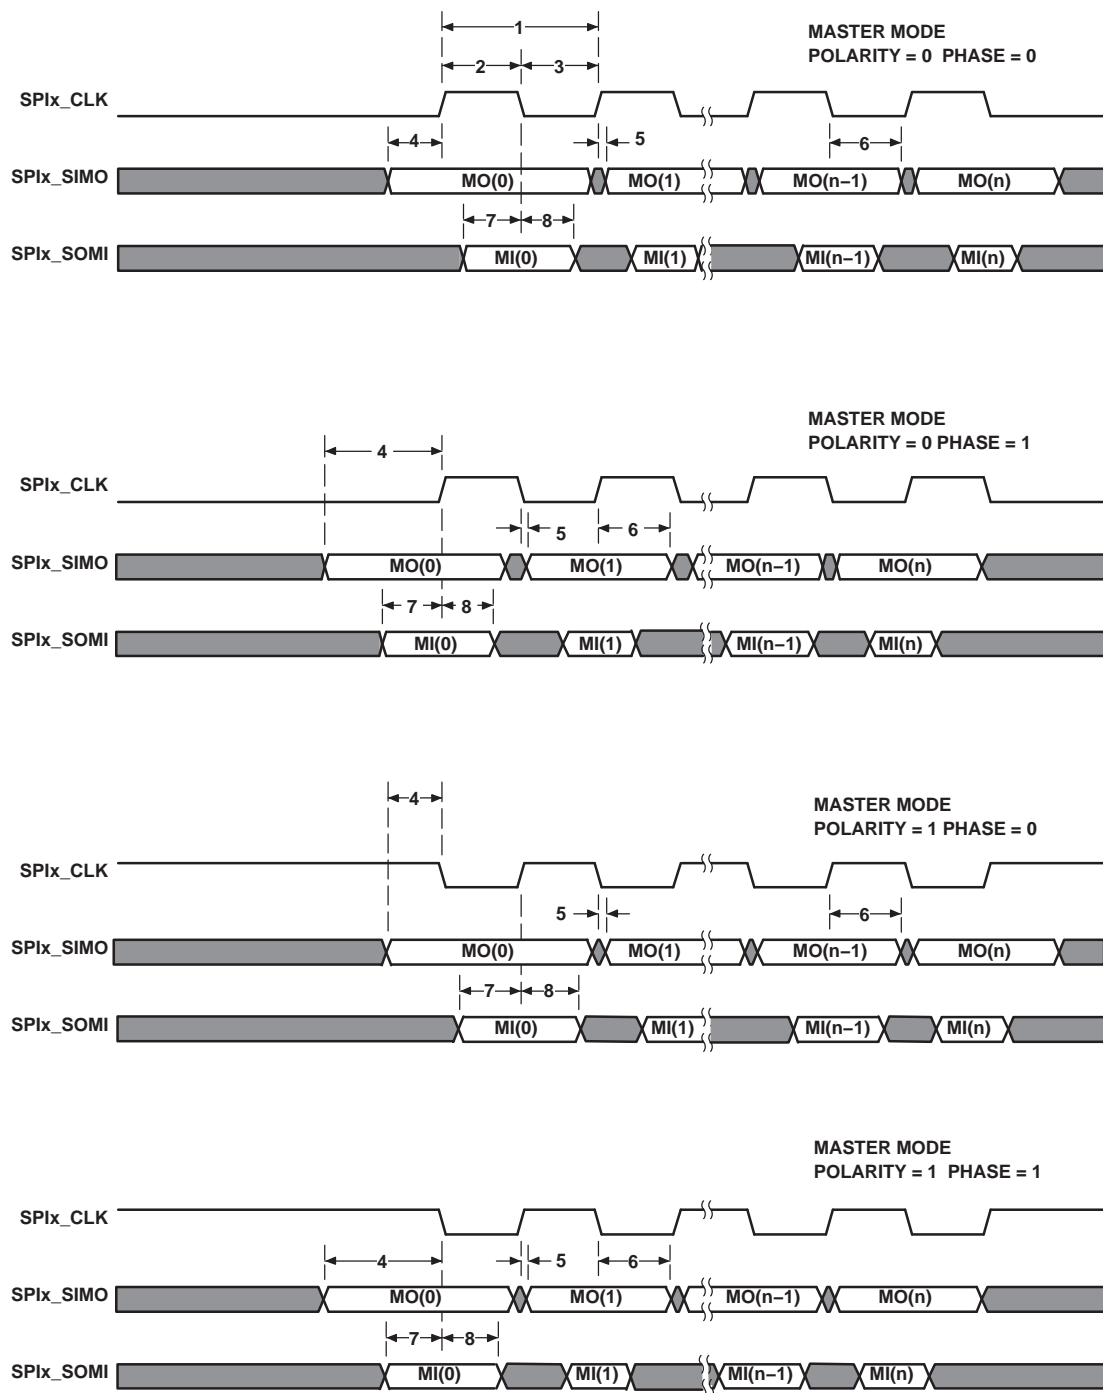 MASTER MODE
POLARITY = 0 PHASE = 0
1
2 3
SPIx_CLK
4 5 6
SPIx_SIMO MO(0) MO(1) MO(n−1) MO(n)
7 8
SPIx_SOMI MI(0) MI(1) MI(n−1) MI(n)
MASTER MODE
POLARITY = 0 PHASE = 1
4
SPIx_CLK
5 6
SPIx_SIMO MO(0) MO(1) MO(n−1) MO(n)
7 8
SPIx_SOMI MI(0) MI(1) MI(n−1) MI(n)
MASTER MODE
POLARITY = 1 PHASE = 0
4
SPIx_CLK
5 6
SPIx_SIMO MO(0) MO(1) MO(n−1) MO(n)
7 8
SPIx_SOMI MI(0) MI(1) MI(n−1) MI(n)
MASTER MODE
POLARITY = 1 PHASE = 1
SPIx_CLK
4 5 6
SPIx_SIMO MO(0) MO(1) MO(n−1) MO(n)
7 8
SPIx_SOMI MI(0) MI(1) MI(n−1) MI(n)